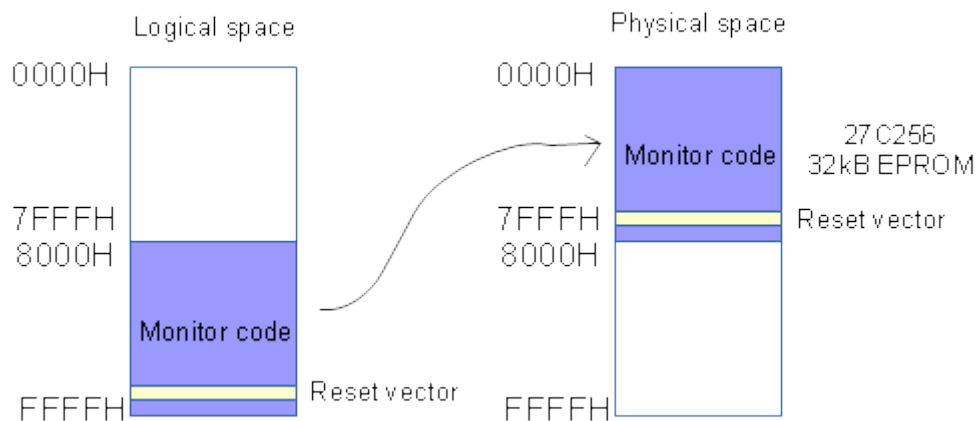 Logical space
0000H
7FFFH
8000H
Monitor code
Reset vector
FFFFH
Physical space
0000H
Monitor code
27C256
32kB EPROM
7FFFH
Reset vector
8000H
FFFFH